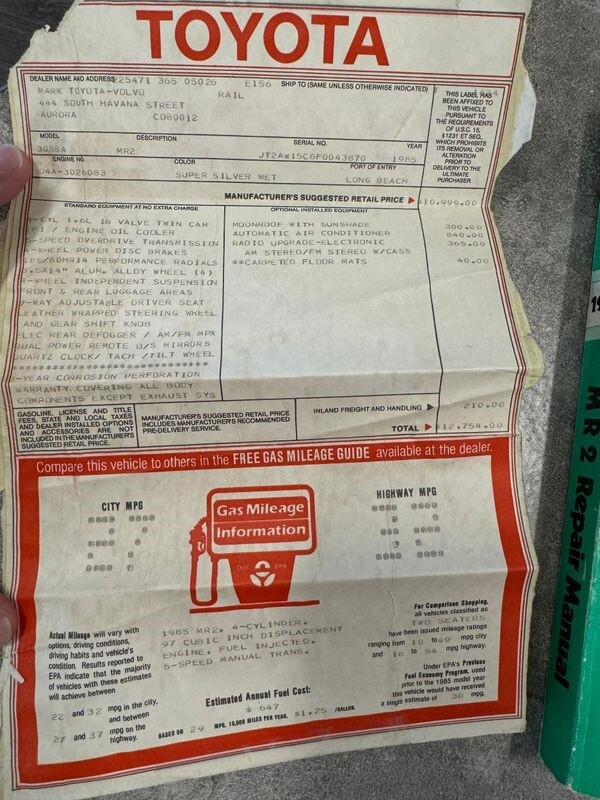 TOYOTA
DEALER NAME AND ADDRESS 225471 365 05026 E156 SHIP TO (SAME UNLESS OTHERWISE INDICATED)
MARK TOYOTA-VOLVO RAIL
444 SOUTH HAVANA STREET
AURORA CO80012
THIS LABEL HAS
BEEN AFFIXED TO
THIS VEHICLE
PURSUANT TO
THE REQUIREMENTS
OF U.S.C. 15,
§1231 ET SEQ.,
WHICH PROHIBITS
ITS REMOVAL OR
ALTERATION
PRIOR TO
DELIVERY TO THE
ULTIMATE
PURCHASER.
MODEL DESCRIPTION SERIAL NO. YEAR
3088A MR2 JT2AW15C6F0043870 1985
ENGINE NO. COLOR PORT OF ENTRY
04A-3026083 SUPER SILVER MET LONG BEACH
MANUFACTURER'S SUGGESTED RETAIL PRICE $10,999.00
STANDARD EQUIPMENT AT NO EXTRA CHARGE
-CYL 1.6L 16 VALVE TWIN CAM
/ ENGINE OIL COOLER
-SPEED OVERDRIVE TRANSMISSION
-WHEEL POWER DISC BRAKES
185/60HR14 PERFORMANCE RADIALS
5.5X14" ALUM. ALLOY WHEEL (4)
-WHEEL INDEPENDENT SUSPENSION
FRONT & REAR LUGGAGE AREAS
7-WAY ADJUSTABLE DRIVER SEAT
LEATHER WRAPPED STEERING WHEEL
AND GEAR SHIFT KNOB
ELEC REAR DEFOGGER / AM/FM MPX
DUAL POWER REMOTE O/S MIRRORS
QUARTZ CLOCK/ TACH /TILT WHEEL
******************************
-YEAR CORROSION PERFORATION
WARRANTY COVERING ALL BODY
COMPONENTS EXCEPT EXHAUST SYS
OPTIONAL INSTALLED EQUIPMENT
MOONROOF WITH SUNSHADE 300.00
AUTOMATIC AIR CONDITIONER 840.00
RADIO UPGRADE-ELECTRONIC 365.00
AM STEREO/FM STEREO W/CASS
**CARPETED FLOOR MATS 40.00
GASOLINE, LICENSE AND TITLE
FEES, STATE AND LOCAL TAXES
AND DEALER INSTALLED OPTIONS
AND ACCESSORIES ARE NOT
INCLUDED IN THE MANUFACTURER'S
SUGGESTED RETAIL PRICE.
MANUFACTURER'S SUGGESTED RETAIL PRICE
INCLUDES MANUFACTURER'S RECOMMENDED
PRE-DELIVERY SERVICE.
INLAND FREIGHT AND HANDLING 210.00
TOTAL $12,754.00
Compare this vehicle to others in the FREE GAS MILEAGE GUIDE available at the dealer.
CITY MPG
Gas Mileage
Information
DOE EPA
HIGHWAY MPG
Actual Mileage will vary with
options, driving conditions,
driving habits and vehicle's
condition. Results reported to
EPA indicate that the majority
of vehicles with these estimates
will achieve between
22 and 32 mpg in the city,
and between
27 and 37 mpg on the
highway.
1985 MR2. 4-CYLINDER.
97 CUBIC INCH DISPLACEMENT
ENGINE. FUEL INJECTED.
5-SPEED MANUAL TRANS.
Estimated Annual Fuel Cost:
$ 647
BASED ON 29 MPG, 15,000 MILES PER YEAR, $1.25 /GALLON.
For Comparison Shopping,
all vehicles classified as
TWO SEATERS
have been issued mileage ratings
ranging from 10 to 49 mpg city
and 16 to 54 mpg highway.
Under EPA's Previous
Fuel Economy Program, used
prior to the 1985 model year
this vehicle would have received
a single estimate of 30 mpg.
MR2 Repair Manual